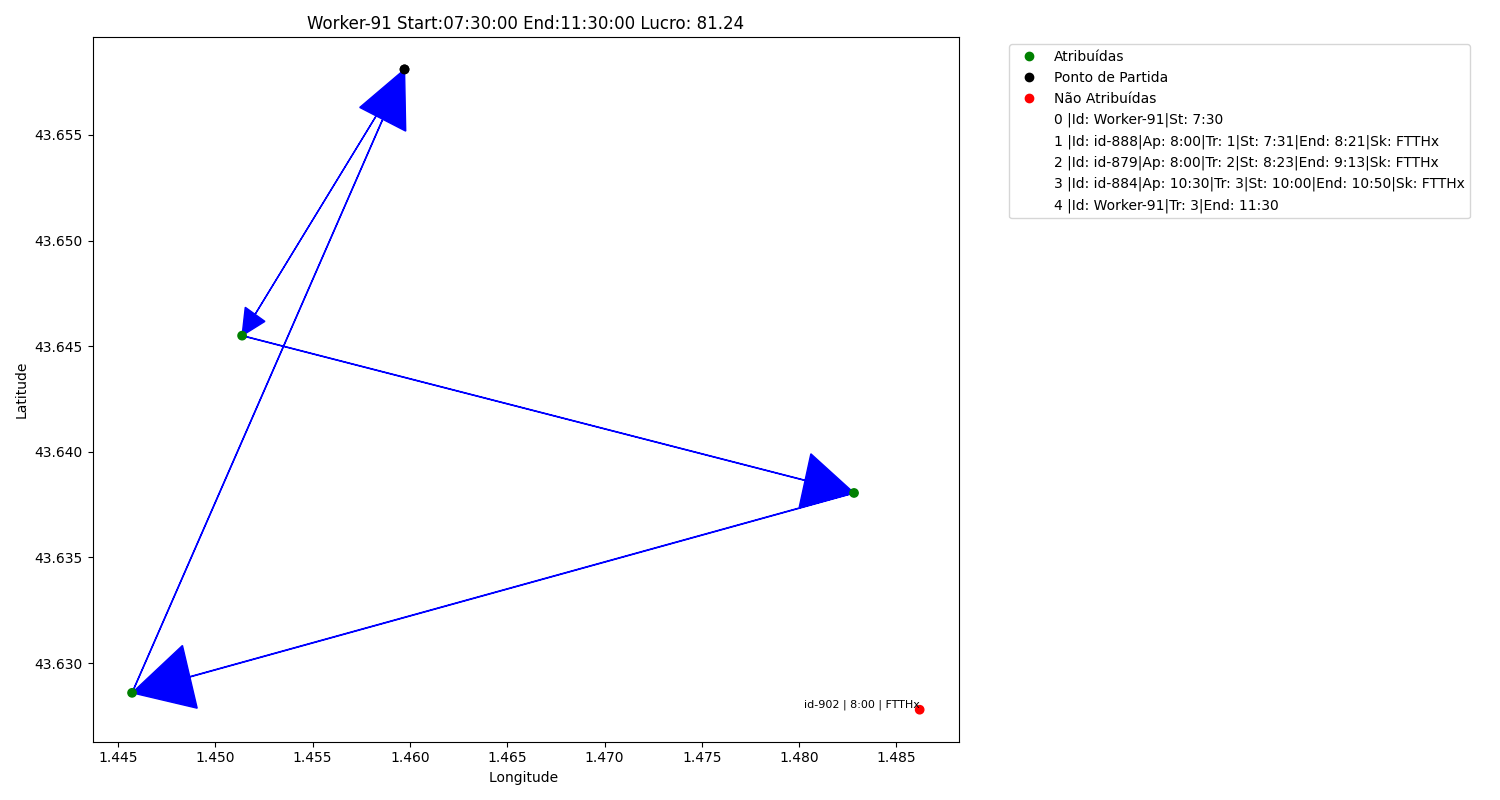 Worker-91 Start:07:30:00 End:11:30:00 Lucro: 81.24
Atribuídas
Ponto de Partida
Não Atribuídas
0 |Id: Worker-91|St: 7:30
1 |Id: id-888|Ap: 8:00|Tr: 1|St: 7:31|End: 8:21|Sk: FTTHx
2 |Id: id-879|Ap: 8:00|Tr: 2|St: 8:23|End: 9:13|Sk: FTTHx
3 |Id: id-884|Ap: 10:30|Tr: 3|St: 10:00|End: 10:50|Sk: FTTHx
4 |Id: Worker-91|Tr: 3|End: 11:30
43.655
43.650
43.645
43.640
43.635
43.630
Latitude
id-902 | 8:00 | FTTHx
1.445 1.450 1.455 1.460 1.465 1.470 1.475 1.480 1.485
Longitude